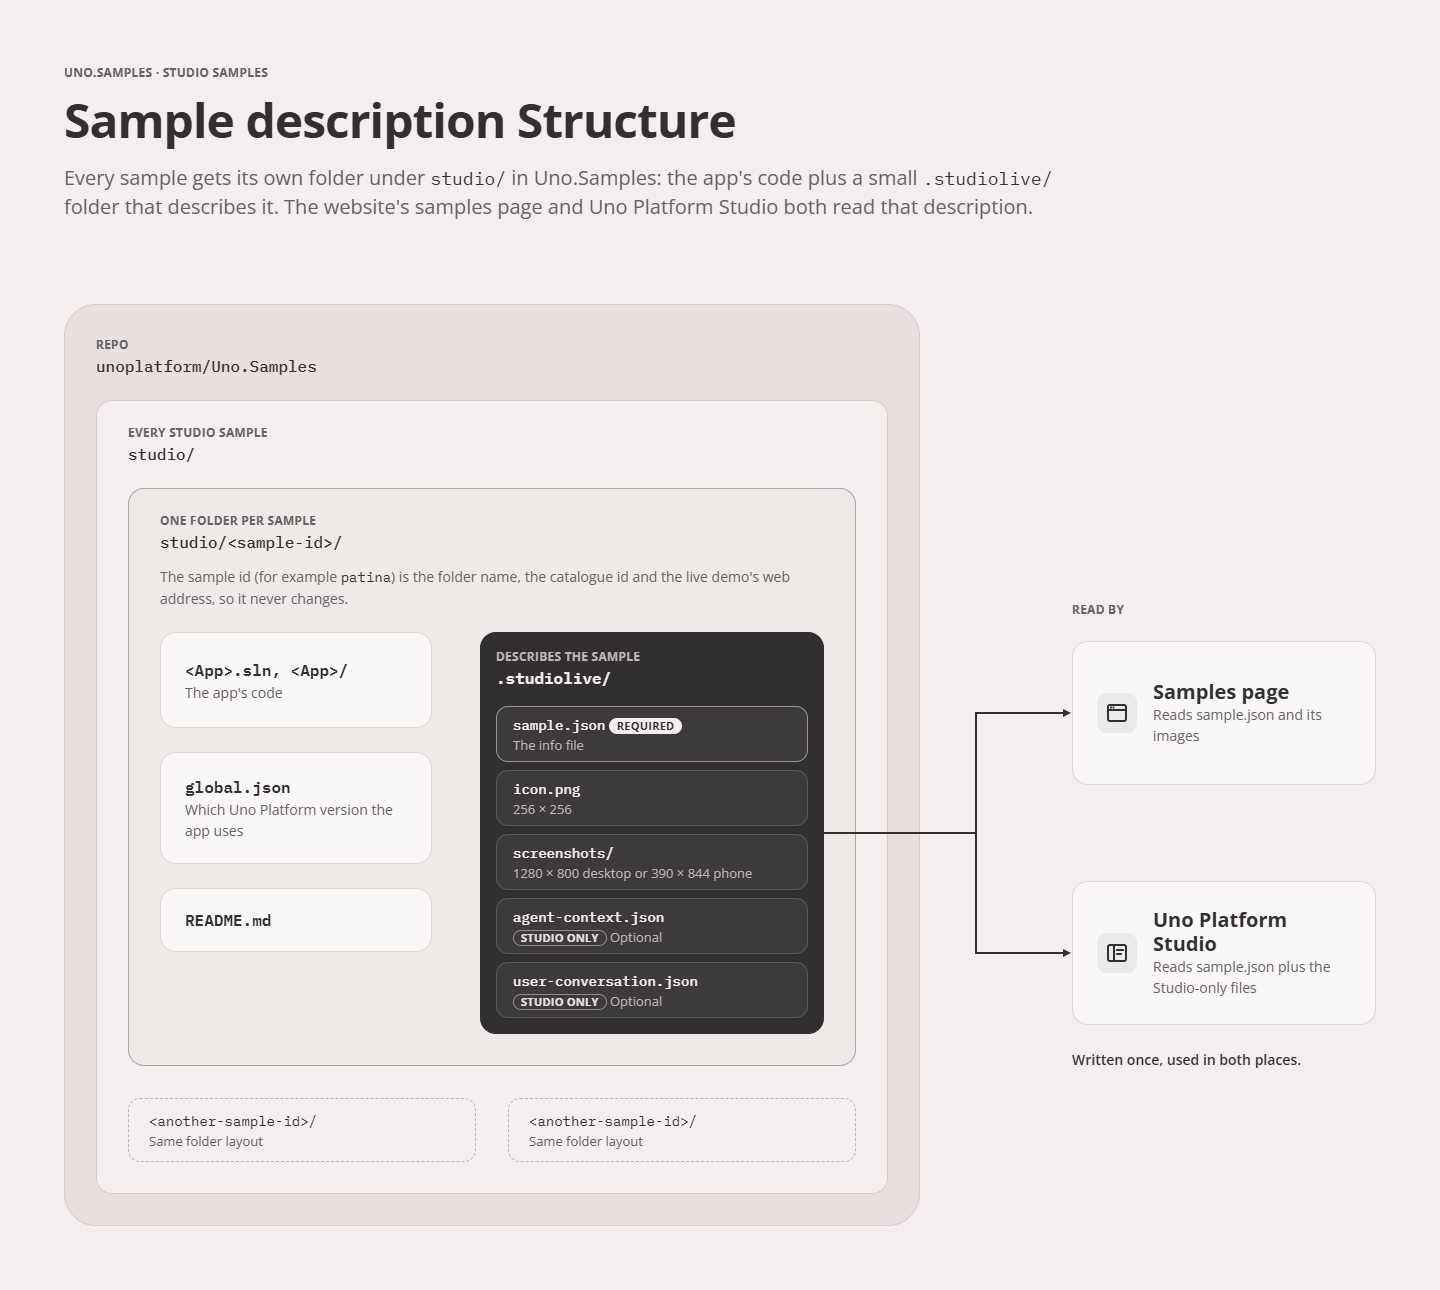 UNO.SAMPLES · STUDIO SAMPLES
Sample description Structure
Every sample gets its own folder under studio/ in Uno.Samples: the app's code plus a small .studiolive/
folder that describes it. The website's samples page and Uno Platform Studio both read that description.
REPO
unoplatform/Uno.Samples
EVERY STUDIO SAMPLE
studio/
ONE FOLDER PER SAMPLE
studio/<sample-id>/
The sample id (for example patina) is the folder name, the catalogue id and the live demo's web
address, so it never changes.
<App>.sln, <App>/
The app's code
global.json
Which Uno Platform version the
app uses
README.md
DESCRIBES THE SAMPLE
.studiolive/
sample.json REQUIRED
The info file
icon.png
256 × 256
screenshots/
1280 × 800 desktop or 390 × 844 phone
agent-context.json
STUDIO ONLY Optional
user-conversation.json
STUDIO ONLY Optional
<another-sample-id>/
Same folder layout
<another-sample-id>/
Same folder layout
READ BY
Samples page
Reads sample.json and its
images
Uno Platform
Studio
Reads sample.json plus the
Studio-only files
Written once, used in both places.